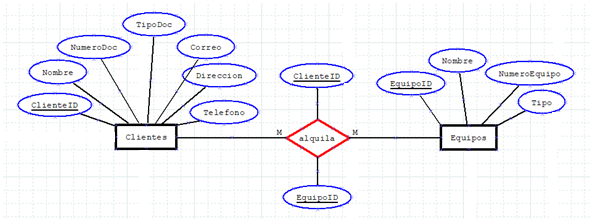 TipoDoc
NumeroDoc
Correo
Nombre
Direccion
ClienteID
Telefono
Clientes
ClienteID
M
alquila
M
EquipoID
Nombre
EquipoID
NumeroEquipo
Tipo
Equipos